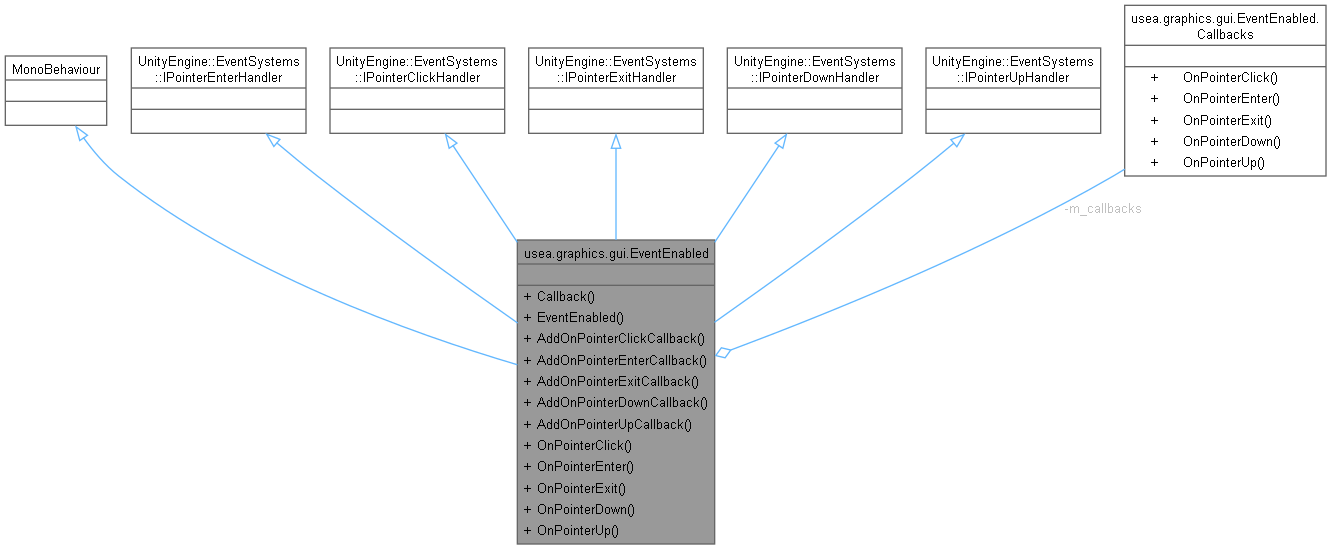 MonoBehaviour
UnityEngine::EventSystems
::IPointerEnterHandler
UnityEngine::EventSystems
::IPointerClickHandler
UnityEngine::EventSystems
::IPointerExitHandler
UnityEngine::EventSystems
::IPointerDownHandler
UnityEngine::EventSystems
::IPointerUpHandler
usea.graphics.gui.EventEnabled.
Callbacks
+ OnPointerClick()
+ OnPointerEnter()
+ OnPointerExit()
+ OnPointerDown()
+ OnPointerUp()
-m_callbacks
usea.graphics.gui.EventEnabled
+ Callback()
+ EventEnabled()
+ AddOnPointerClickCallback()
+ AddOnPointerEnterCallback()
+ AddOnPointerExitCallback()
+ AddOnPointerDownCallback()
+ AddOnPointerUpCallback()
+ OnPointerClick()
+ OnPointerEnter()
+ OnPointerExit()
+ OnPointerDown()
+ OnPointerUp()